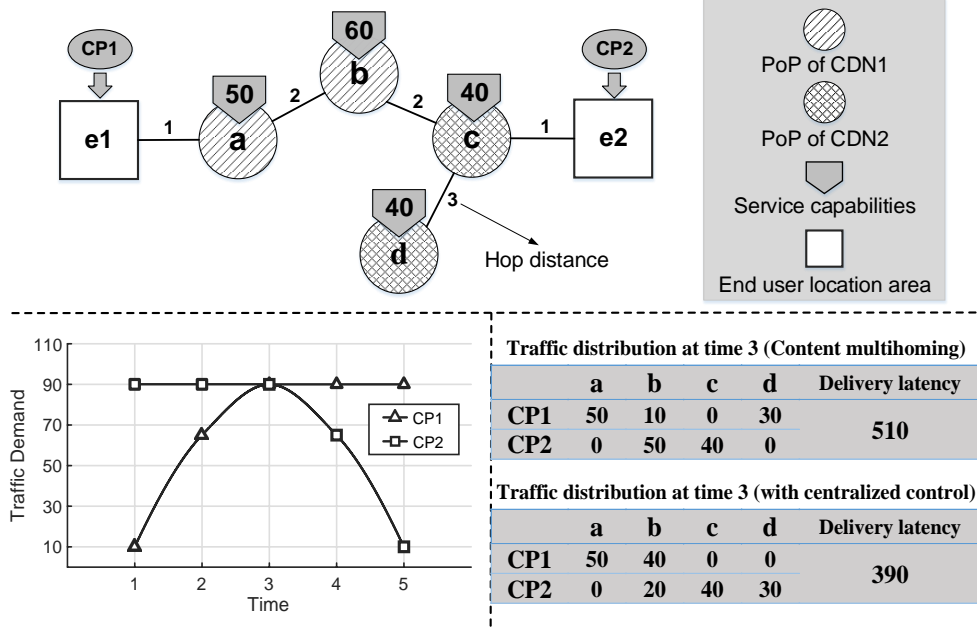 CP1
e1
1
50
a
2
60
b
2
40
c
1
CP2
e2
3
40
d
Hop distance
PoP of CDN1
PoP of CDN2
Service capabilities
End user location area
110
90
70
50
30
10
Traffic Demand
1 2 3 4 5
Time
CP1
CP2
Traffic distribution at time 3 (Content multihoming)
a b c d Delivery latency
CP1 50 10 0 30
510
CP2 0 50 40 0
Traffic distribution at time 3 (with centralized control)
a b c d Delivery latency
CP1 50 40 0 0
390
CP2 0 20 40 30